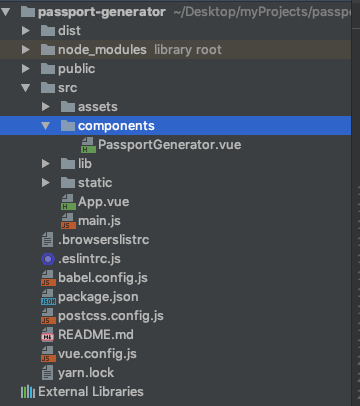 passport-generator ~/Desktop/myProjects/passpo
dist
node_modules library root
public
src
assets
components
PassportGenerator.vue
lib
static
App.vue
main.js
.browserslistrc
.eslintrc.js
babel.config.js
package.json
postcss.config.js
README.md
vue.config.js
yarn.lock
External Libraries